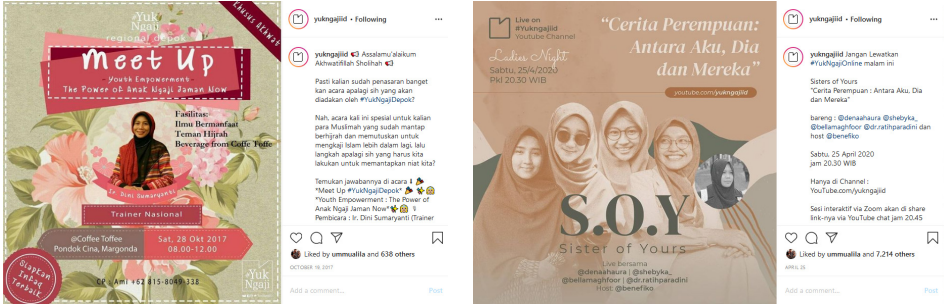 #Yuk
Ngaji
regional depok
KHUSUS AKHWAT
Meet Up
- Youth Empowerment -
The Power of Anak Ngaji Jaman Now
Fasilitas:
Ilmu Bermanfaat
Teman Hijrah
Beverage from Coffe Toffe
Ir. Dini Sumaryanti
Trainer Nasional
@Coffee Toffee
Pondok Cina, Margonda
Sat, 28 Okt 2017
08.00-12.00
Siapkan
Infaq
Terbaik
CP : Ami +62 815-8049-338
#Yuk
Ngaji
yukngajiid • Following
yukngajiid 📢 Assalamu'alaikum
Akhwatifillah Sholihah 📢
Pasti kalian sudah penasaran banget
kan acara apalagi sih yang akan
diadakan oleh #YukNgajiDepok?
Nah, acara kali ini spesial untuk kalian
para Muslimah yang sudah mantap
berhijrah dan memutuskan untuk
mengkaji Islam lebih dalam lagi, lalu
langkah apalagi sih yang harus kita
lakukan untuk memantapkan niat kita?
Temukan jawabannya di acara
*Meet Up #YukNgajiDepok*
*Youth Empowerment : The Power of
Anak Ngaji Jaman Now*
Pembicara : Ir. Dini Sumaryanti (Trainer
Liked by ummualila and 638 others
OCTOBER 19, 2017
Add a comment...
Post
Live on
#Yukngajiid
Youtube Channel
Ladies Night
Sabtu, 25/4/2020
Pkl 20.30 WIB
"Cerita Perempuan:
Antara Aku, Dia
dan Mereka"
youtube.com/yukngajiid
S.O.Y
Sister of Yours
Live bersama
@denaahaura | @shebyka_
@bellamaghfoor | @dr.ratihparadini
Host: @benefiko
yukngajiid • Following
yukngajiid Jangan Lewatkan
#YukNgajiOnline malam ini
Sisters of Yours
"Cerita Perempuan : Antara Aku, Dia
dan Mereka"
bareng : @denaahaura @shebyka_
@bellamaghfoor @dr.ratihparadini dan
host @benefiko
Sabtu, 25 April 2020
jam 20.30 WIB
Hanya di Channel :
YouTube.com/yukngajiid
Sesi interaktif via Zoom akan di share
link-nya via YouTube chat jam 20.45
Liked by ummualila and 7,214 others
APRIL 25
Add a comment...
Post